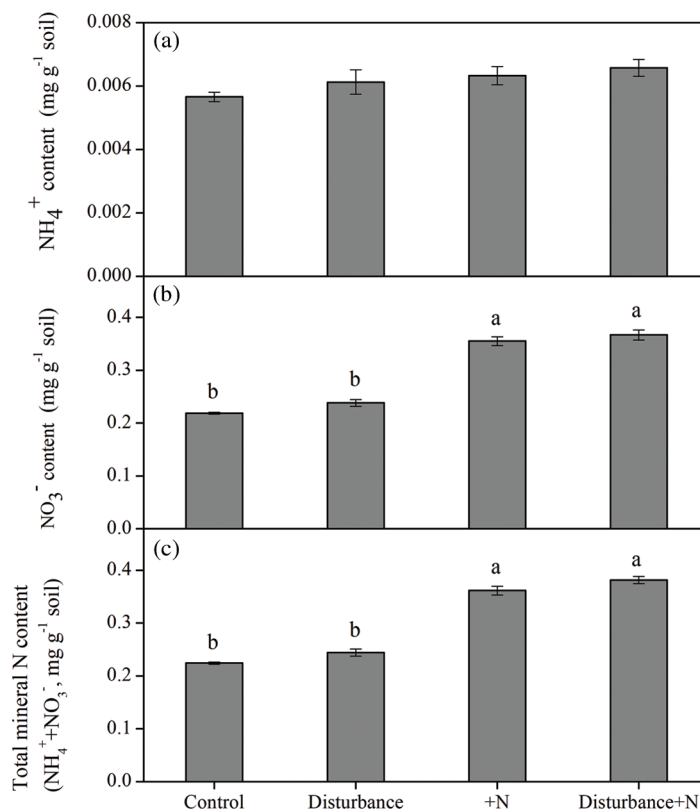 (a)
NH4+ content (mg g-1 soil)
0.008
0.006
0.004
0.002
0.000
(b)
NO3- content (mg g-1 soil)
0.4
0.3
0.2
0.1
0.0
b
b
a
a
(c)
Total mineral N content
(NH4++NO3-, mg g-1 soil)
0.4
0.3
0.2
0.1
0.0
b
b
a
a
Control Disturbance +N Disturbance+N